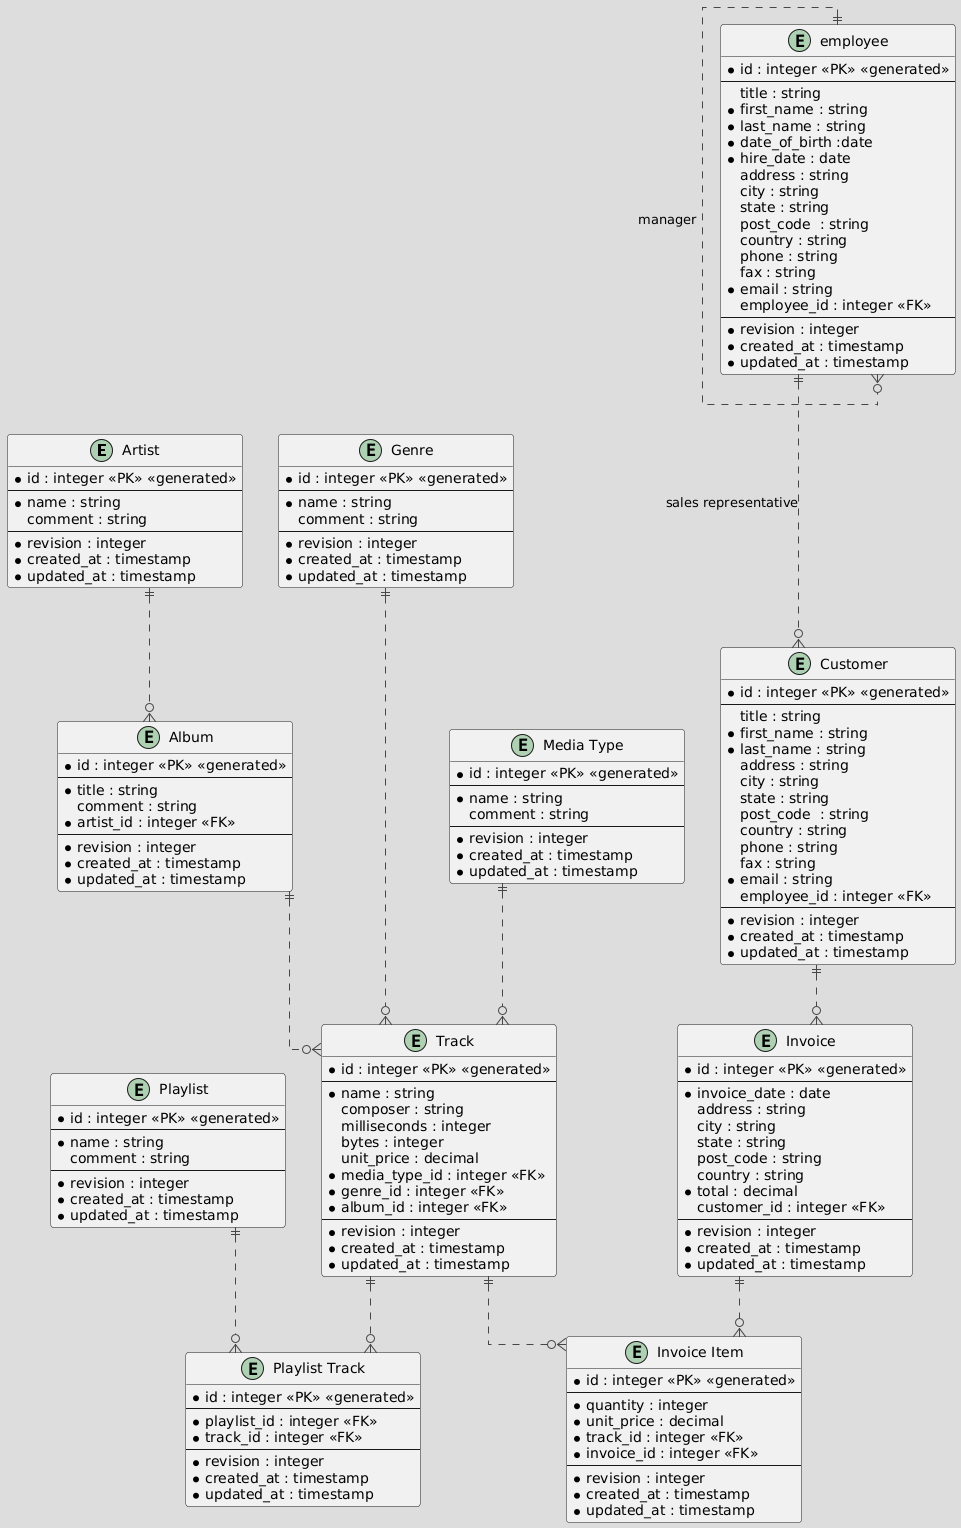 E employee
id : integer «PK» «generated»
title : string
first_name : string
last_name : string
date_of_birth :date
hire_date : date
address : string
city : string
state : string
post_code  : string
country : string
phone : string
fax : string
email : string
employee_id : integer «FK»
revision : integer
created_at : timestamp
updated_at : timestamp
manager
E Artist
id : integer «PK» «generated»
name : string
comment : string
revision : integer
created_at : timestamp
updated_at : timestamp
E Genre
id : integer «PK» «generated»
name : string
comment : string
revision : integer
created_at : timestamp
updated_at : timestamp
sales representative
E Customer
id : integer «PK» «generated»
title : string
first_name : string
last_name : string
address : string
city : string
state : string
post_code  : string
country : string
phone : string
fax : string
email : string
employee_id : integer «FK»
revision : integer
created_at : timestamp
updated_at : timestamp
E Album
id : integer «PK» «generated»
title : string
comment : string
artist_id : integer «FK»
revision : integer
created_at : timestamp
updated_at : timestamp
E Media Type
id : integer «PK» «generated»
name : string
comment : string
revision : integer
created_at : timestamp
updated_at : timestamp
E Track
id : integer «PK» «generated»
name : string
composer : string
milliseconds : integer
bytes : integer
unit_price : decimal
media_type_id : integer «FK»
genre_id : integer «FK»
album_id : integer «FK»
revision : integer
created_at : timestamp
updated_at : timestamp
E Invoice
id : integer «PK» «generated»
invoice_date : date
address : string
city : string
state : string
post_code : string
country : string
total : decimal
customer_id : integer «FK»
revision : integer
created_at : timestamp
updated_at : timestamp
E Playlist
id : integer «PK» «generated»
name : string
comment : string
revision : integer
created_at : timestamp
updated_at : timestamp
E Playlist Track
id : integer «PK» «generated»
playlist_id : integer «FK»
track_id : integer «FK»
revision : integer
created_at : timestamp
updated_at : timestamp
E Invoice Item
id : integer «PK» «generated»
quantity : integer
unit_price : decimal
track_id : integer «FK»
invoice_id : integer «FK»
revision : integer
created_at : timestamp
updated_at : timestamp